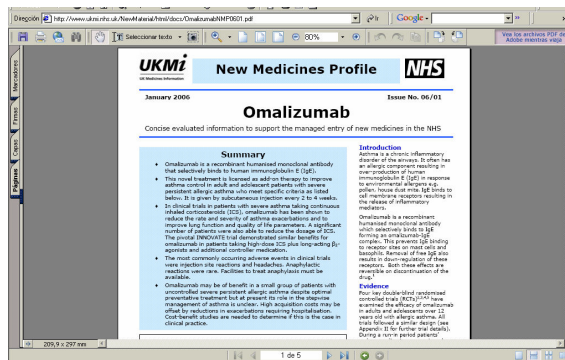 Dirección http://www.ukmi.nhs.uk/NewMaterial/html/docs/OmalizumabNMP0601.pdf
Ir Google
Seleccionar texto 80%
Vea los archivos PDF de
Adobe mientras viaja
Marcadores
Firmas
Capas
Páginas
UKMi
UK Medicines Information
New Medicines Profile
NHS
January 2006 Issue No. 06/01
Omalizumab
Concise evaluated information to support the managed entry of new medicines in the NHS
Summary
• Omalizumab is a recombinant humanised monoclonal antibody
that selectively binds to human immunoglobulin E (IgE).
• This novel treatment is licensed as add-on therapy to improve
asthma control in adult and adolescent patients with severe
persistent allergic asthma who meet specific criteria as listed
below. It is given by subcutaneous injection every 2 to 4 weeks.
• In clinical trials in patients with severe asthma taking continuous
inhaled corticosteroids (ICS), omalizumab has been shown to
reduce the rate and severity of asthma exacerbations and to
improve lung function and quality of life parameters. A significant
number of patients were also able to reduce the dosage of ICS.
The pivotal INNOVATE trial demonstrated similar benefits for
omalizumab in patients taking high-dose ICS plus long-acting β₂-
agonists and additional controller medication.
• The most commonly occurring adverse events in clinical trials
were injection site reactions and headaches. Anaphylactic
reactions were rare. Facilities to treat anaphylaxis must be
available.
• Omalizumab may be of benefit in a small group of patients with
uncontrolled severe persistent allergic asthma despite optimal
preventative treatment but at present its role in the stepwise
management of asthma is unclear. High acquisition costs may be
offset by reductions in exacerbations requiring hospitalisation.
Cost-benefit studies are needed to determine if this is the case in
clinical practice.
Introduction
Asthma is a chronic inflammatory
disorder of the airways. It often has
an allergic component resulting in
over-production of human
immunoglobulin E (IgE) in response
to environmental allergens e.g.
pollen, house dust mite. IgE binds to
cell membrane receptors resulting in
the release of inflammatory
mediators.
Omalizumab is a recombinant
humanised monoclonal antibody
which selectively binds to IgE
forming an omalizumab-IgE
complex. This prevents IgE binding
to receptor sites on mast cells and
basophils. Removal of free IgE also
results in down-regulation of these
receptors. Both these effects are
reversible on discontinuation of the
drug.¹
Evidence
Four key double-blind randomised
controlled trials (RCTs)
examined the efficacy of omalizumab
in adults and adolescents over 12
years old with allergic asthma. All
trials followed a similar design (see
Appendix II for further trial details).
During a run-in period patients'
209,9 x 297 mm
1 de 5